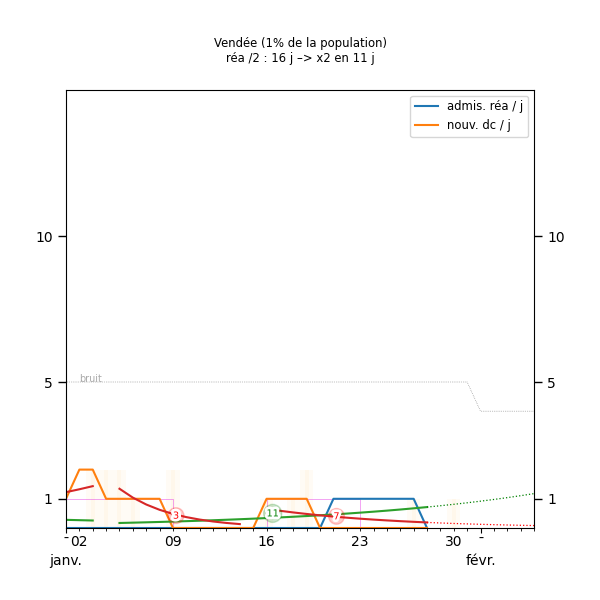 Vendée (1% de la population)
réa /2 : 16 j –> x2 en 11 j
admis. réa / j
nouv. dc / j
10 10
bruit
5 5
1 1
3 11 7
02 09 16 23 30 -
janv. févr.